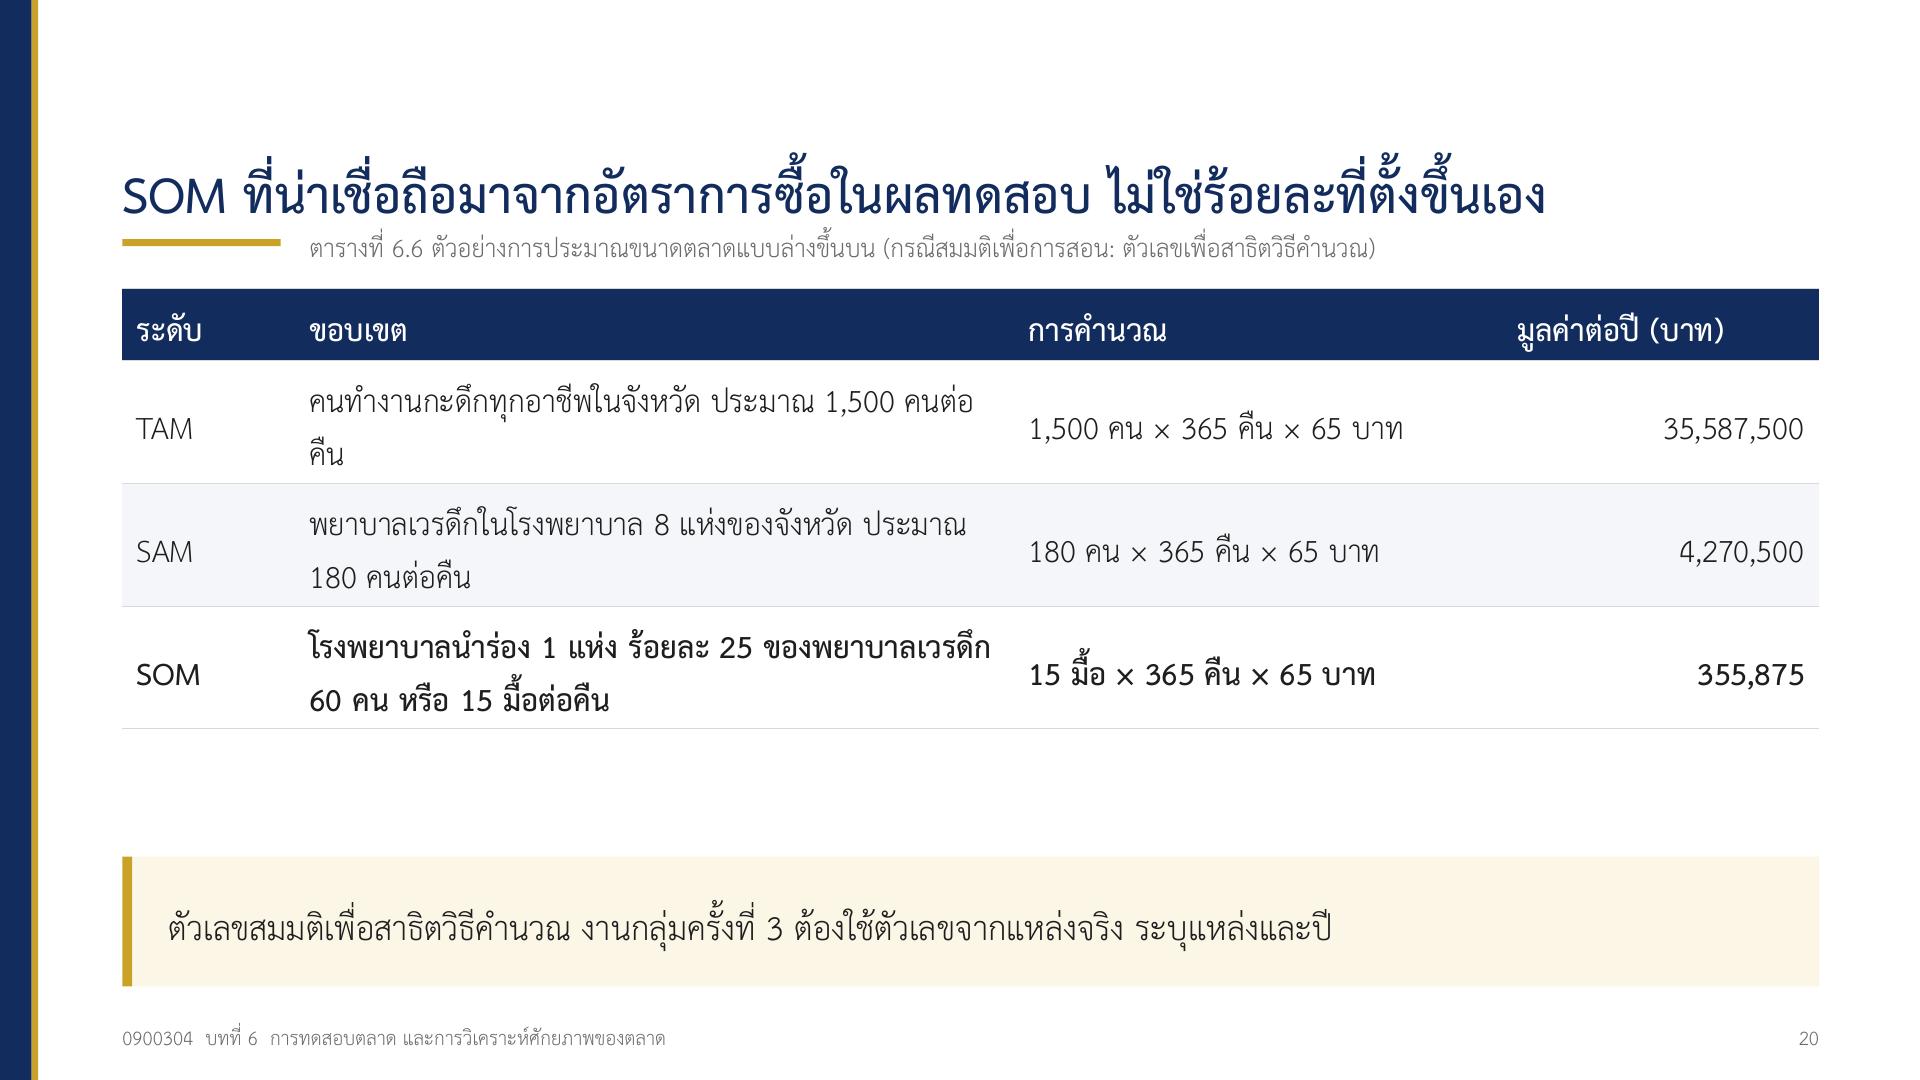 SOM ที่น่าเชื่อถือมาจากอัตราการซื้อในผลทดสอบ ไม่ใช่ร้อยละที่ตั้งขึ้นเอง
ตารางที่ 6.6 ตัวอย่างการประมาณขนาดตลาดแบบล่างขึ้นบน (กรณีสมมติเพื่อการสอน: ตัวเลขเพื่อสาธิตวิธีคำนวณ)
ระดับ ขอบเขต การคำนวณ มูลค่าต่อปี (บาท)
TAM คนทำงานกะดึกทุกอาชีพในจังหวัด ประมาณ 1,500 คนต่อ
คืน 1,500 คน × 365 คืน × 65 บาท 35,587,500
SAM พยาบาลเวรดึกในโรงพยาบาล 8 แห่งของจังหวัด ประมาณ
180 คนต่อคืน 180 คน × 365 คืน × 65 บาท 4,270,500
SOM โรงพยาบาลนำร่อง 1 แห่ง ร้อยละ 25 ของพยาบาลเวรดึก
60 คน หรือ 15 มื้อต่อคืน 15 มื้อ × 365 คืน × 65 บาท 355,875
ตัวเลขสมมติเพื่อสาธิตวิธีคำนวณ งานกลุ่มครั้งที่ 3 ต้องใช้ตัวเลขจากแหล่งจริง ระบุแหล่งและปี
0900304 บทที่ 6 การทดสอบตลาด และการวิเคราะห์ศักยภาพของตลาด 20